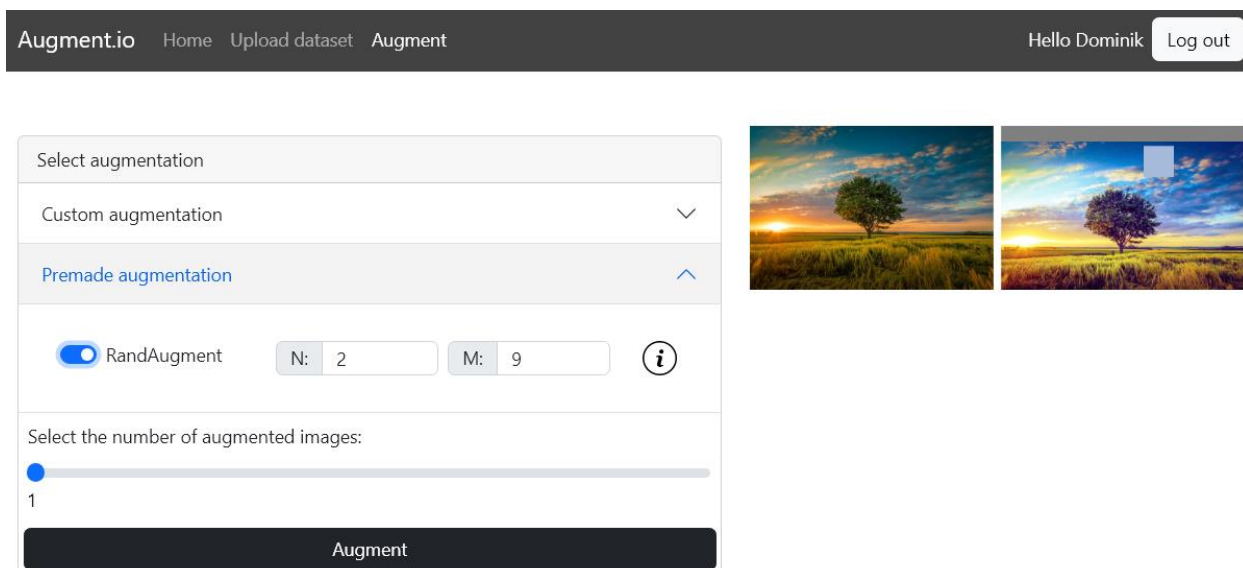 Augment.io Home Upload dataset Augment Hello Dominik Log out
Select augmentation
Custom augmentation
Premade augmentation
RandAugment N: 2 M: 9 i
Select the number of augmented images:
1
Augment